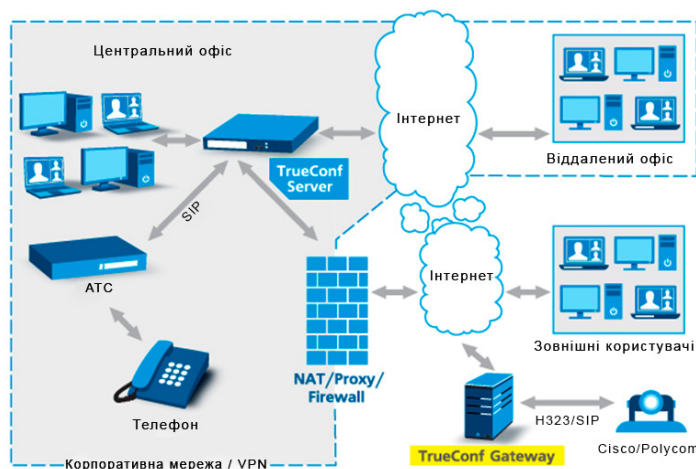 Центральний офіс
Інтернет
TrueConf
Server
Віддалений офіс
SIP
АТС
Інтернет
NAT/Proxy/
Firewall
Зовнішні користувачі
Телефон
H323/SIP
TrueConf Gateway
Cisco/Polycom
Корпоративна мережа / VPN